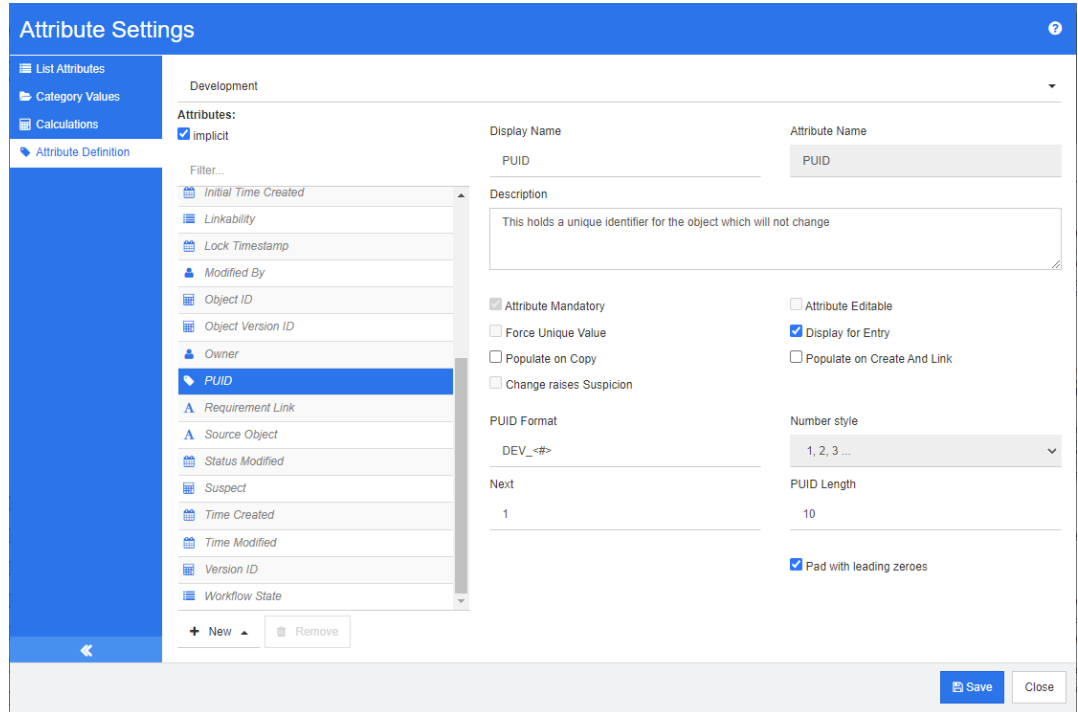 Attribute Settings
List Attributes
Category Values
Calculations
Attribute Definition
Development
Attributes:
implicit
Filter...
Initial Time Created
Linkability
Lock Timestamp
Modified By
Object ID
Object Version ID
Owner
PUID
Requirement Link
Source Object
Status Modified
Suspect
Time Created
Time Modified
Version ID
Workflow State
New
Remove
Display Name
Attribute Name
PUID
PUID
Description
This holds a unique identifier for the object which will not change
Attribute Mandatory
Attribute Editable
Force Unique Value
Display for Entry
Populate on Copy
Populate on Create And Link
Change raises Suspicion
PUID Format
Number style
DEV_<#>
1, 2, 3 ...
Next
PUID Length
1
10
Pad with leading zeroes
Save
Close